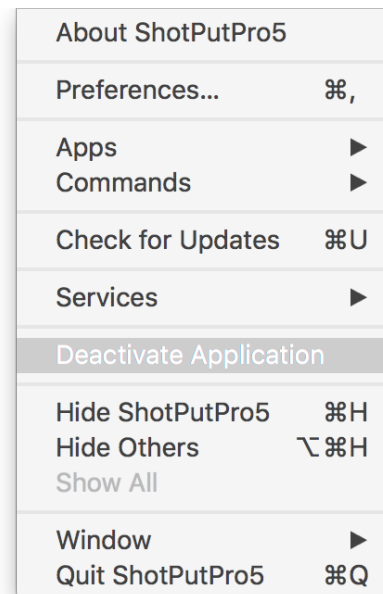 About ShotPutPro5
Preferences... ⌘,
Apps ▶
Commands ▶
Check for Updates ⌘U
Services ▶
Deactivate Application
Hide ShotPutPro5 ⌘H
Hide Others ⌥⌘H
Show All
Window ▶
Quit ShotPutPro5 ⌘Q